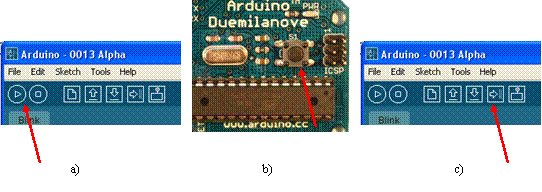 Arduino - 0013 Alpha
File Edit Sketch Tools Help
Blink
a)
Arduino™
Duemilanove
PWR
S1
ICSP
www.arduino.cc
b)
Arduino - 0013 Alpha
File Edit Sketch Tools Help
Blink
c)